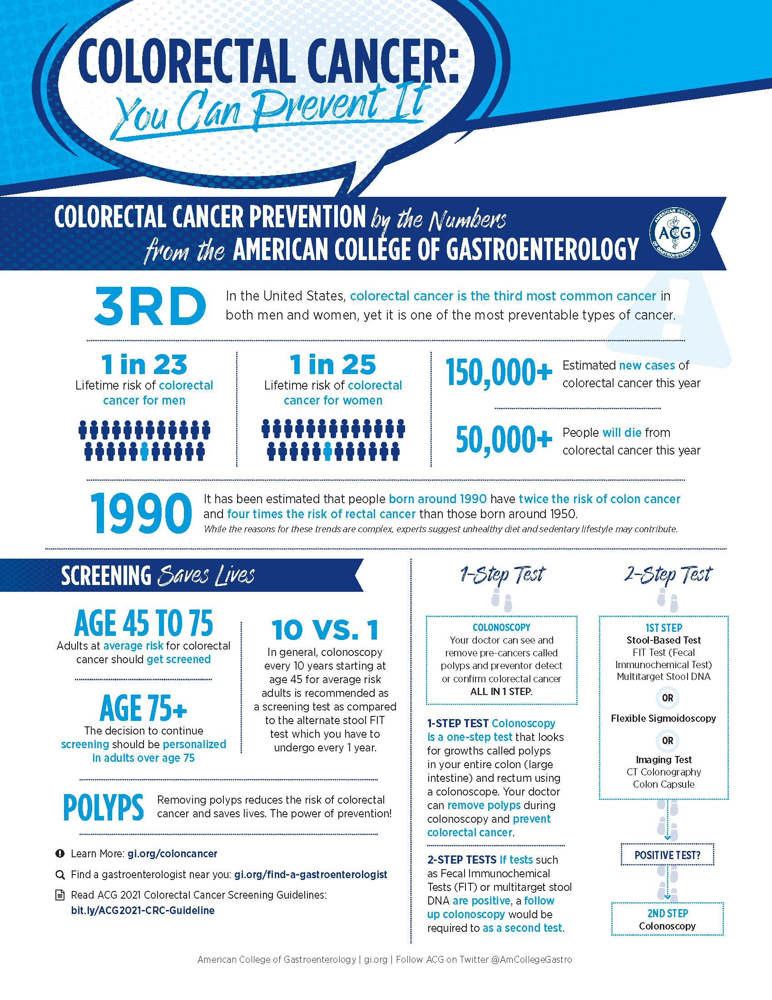 COLORECTAL CANCER:
You Can Prevent It
COLORECTAL CANCER PREVENTION by the Numbers
from the AMERICAN COLLEGE OF GASTROENTEROLOGY
AMERICAN COLLEGE
ACG
OF GASTROENTEROLOGY
3RD
In the United States, colorectal cancer is the third most common cancer in
both men and women, yet it is one of the most preventable types of cancer.
1 in 23
Lifetime risk of colorectal
cancer for men
1 in 25
Lifetime risk of colorectal
cancer for women
150,000+
Estimated new cases of
colorectal cancer this year
50,000+
People will die from
colorectal cancer this year
1990
It has been estimated that people born around 1990 have twice the risk of colon cancer
and four times the risk of rectal cancer than those born around 1950.
While the reasons for these trends are complex, experts suggest unhealthy diet and sedentary lifestyle may contribute.
SCREENING Saves Lives
AGE 45 TO 75
Adults at average risk for colorectal
cancer should get screened
AGE 75+
The decision to continue
screening should be personalized
in adults over age 75
10 VS. 1
In general, colonoscopy
every 10 years starting at
age 45 for average risk
adults is recommended as
a screening test as compared
to the alternate stool FIT
test which you have to
undergo every 1 year.
POLYPS
Removing polyps reduces the risk of colorectal
cancer and saves lives. The power of prevention!
Learn More: gi.org/coloncancer
Find a gastroenterologist near you: gi.org/find-a-gastroenterologist
Read ACG 2021 Colorectal Cancer Screening Guidelines:
bit.ly/ACG2021-CRC-Guideline
1-Step Test
COLONOSCOPY
Your doctor can see and
remove pre-cancers called
polyps and preventor detect
or confirm colorectal cancer
ALL IN 1 STEP.
1-STEP TEST Colonoscopy
is a one-step test that looks
for growths called polyps
in your entire colon (large
intestine) and rectum using
a colonoscope. Your doctor
can remove polyps during
colonoscopy and prevent
colorectal cancer.
2-STEP TESTS If tests such
as Fecal Immunochemical
Tests (FIT) or multitarget stool
DNA are positive, a follow
up colonoscopy would be
required to as a second test.
2-Step Test
1ST STEP
Stool-Based Test
FIT Test (Fecal
Immunochemical Test)
Multitarget Stool DNA
OR
Flexible Sigmoidoscopy
OR
Imaging Test
CT Colonography
Colon Capsule
POSITIVE TEST?
2ND STEP
Colonoscopy
American College of Gastroenterology | gi.org | Follow ACG on Twitter @AmCollegeGastro